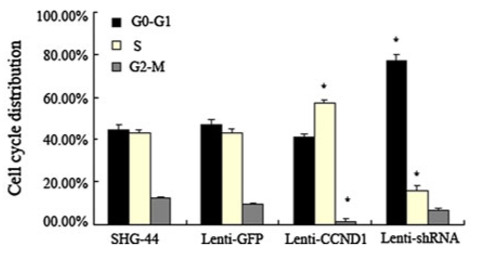 100.00%
80.00%
60.00%
40.00%
20.00%
00.00%
Cell cycle distribution
G0-G1
S
G2-M
*
*
*
*
SHG-44
Lenti-GFP
Lenti-CCND1
Lenti-shRNA